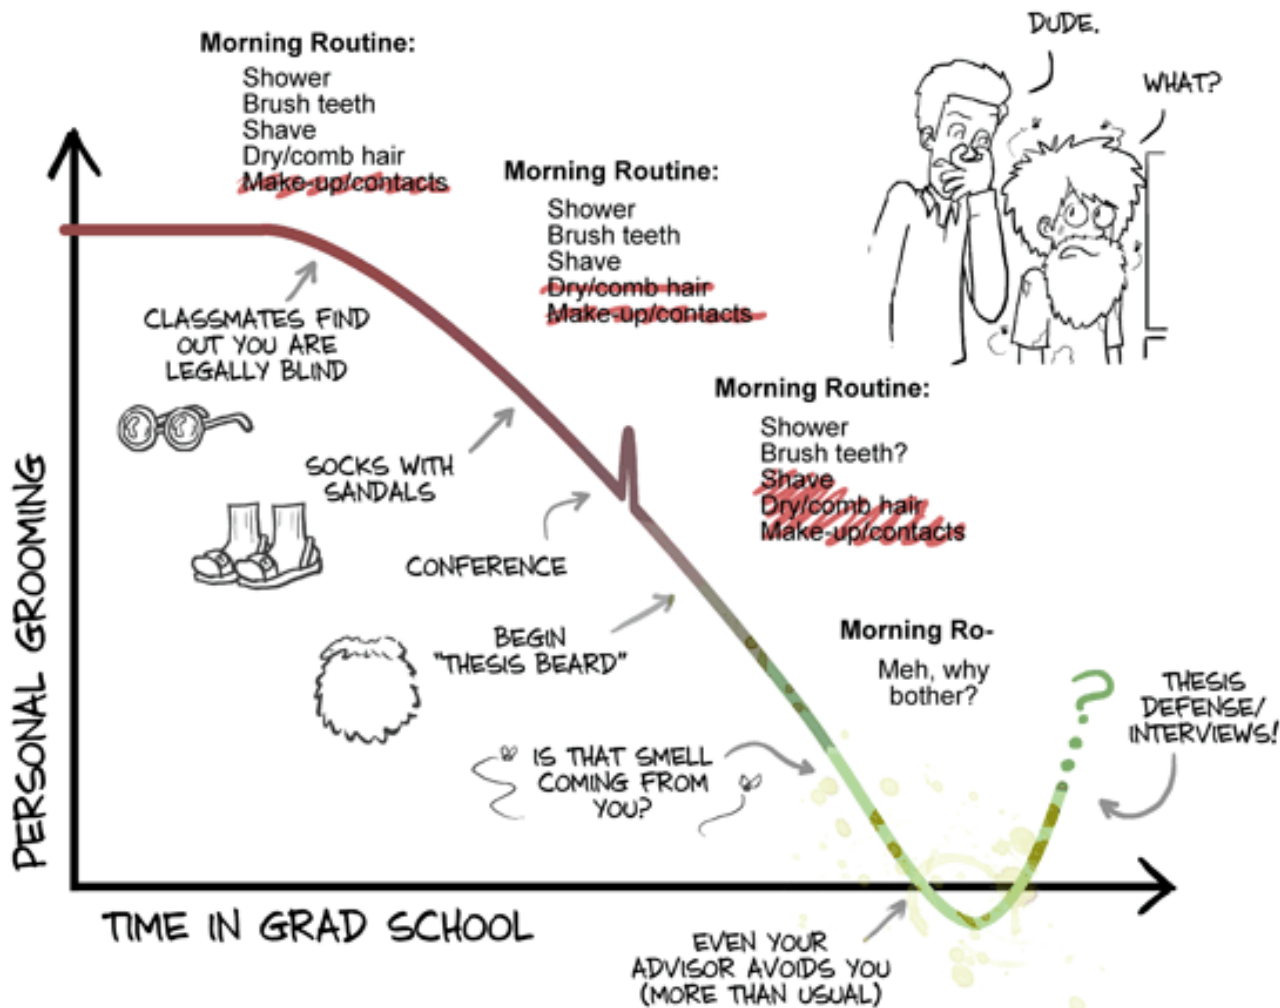 DUDE.
WHAT?
Morning Routine:
Shower
Brush teeth
Shave
Dry/comb hair
Make-up/contacts
Morning Routine:
Shower
Brush teeth
Shave
Dry/comb hair
Make-up/contacts
CLASSMATES FIND
OUT YOU ARE
LEGALLY BLIND
Morning Routine:
Shower
Brush teeth?
Shave
Dry/comb hair
Make-up/contacts
SOCKS WITH
SANDALS
CONFERENCE
BEGIN
"THESIS BEARD"
Morning Ro-
Meh, why
bother?
IS THAT SMELL
COMING FROM
YOU?
?
THESIS
DEFENSE/
INTERVIEWS!
EVEN YOUR
ADVISOR AVOIDS YOU
(MORE THAN USUAL)
PERSONAL GROOMING
TIME IN GRAD SCHOOL